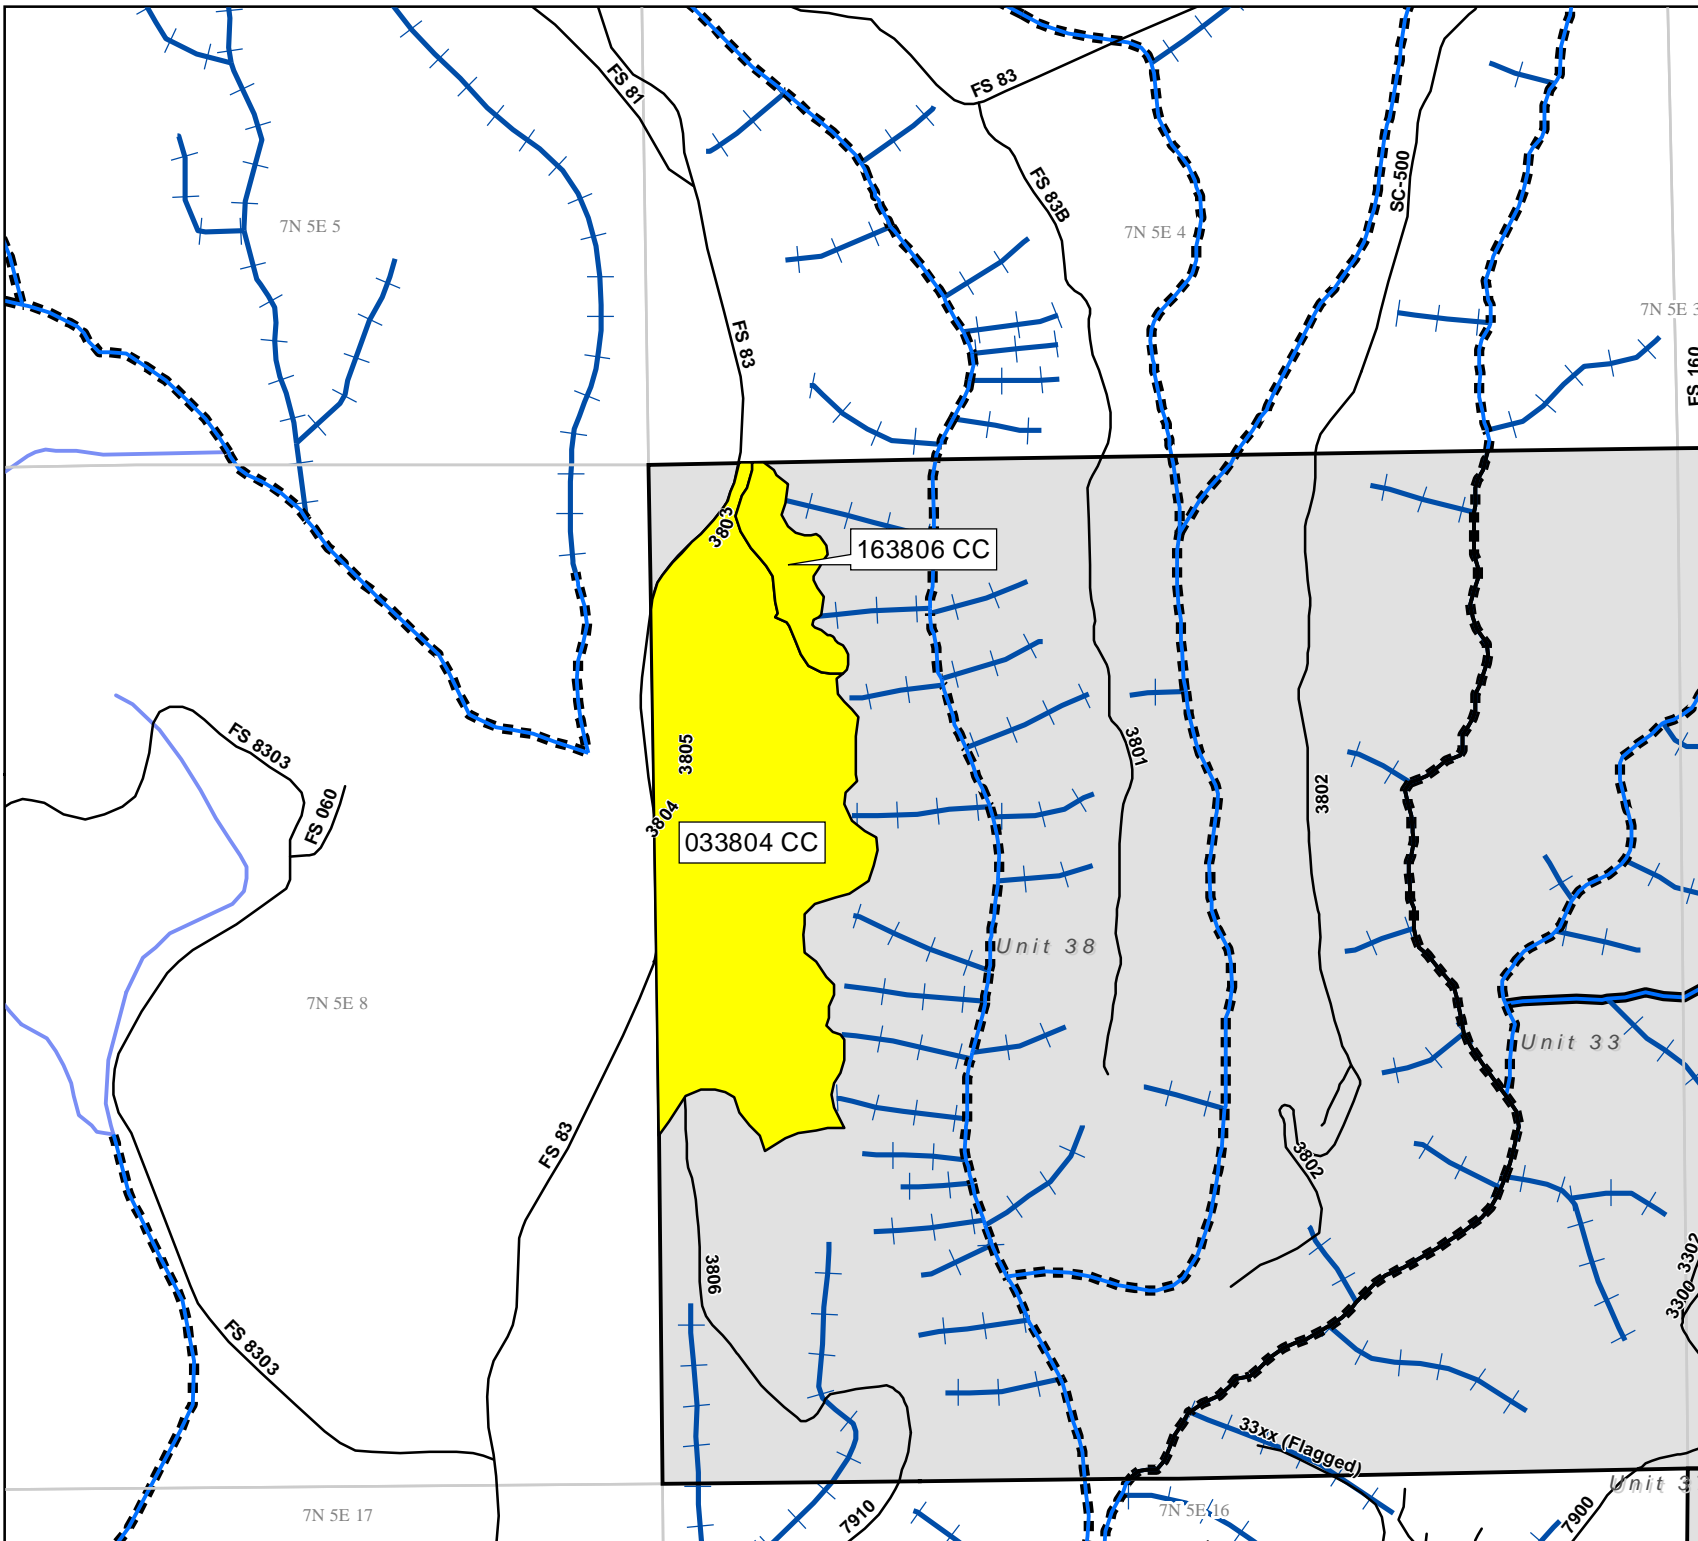 FS 81
FS 83
FS 83B
SC-500
7N 5E 5
7N 5E 4
7N 5E 3
FS 83
FS 160
3803
163806 CC
3801
3805
3804
3802
033804 CC
FS 8303
FS 060
Unit 38
7N 5E 8
Unit 33
FS 83
3802
3806
3302
3300
FS 8303
33xx (Flagged)
7N 5E 17
7910
7N 5E 16
7900
Unit 3